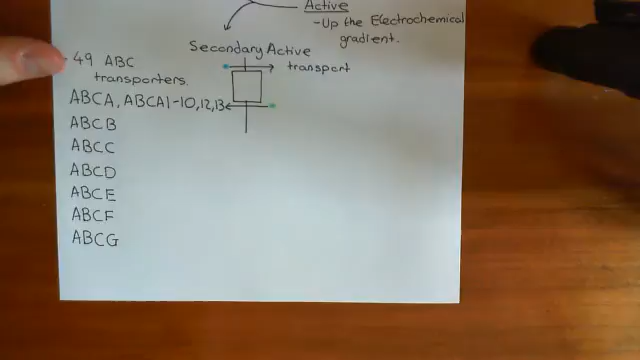 Active
-Up the Electrochemical
gradient.
Secondary Active
transport
-49 ABC
transporters.
ABCA, ABCA1-10,12,13
ABCB
ABCC
ABCD
ABCE
ABCF
ABCG